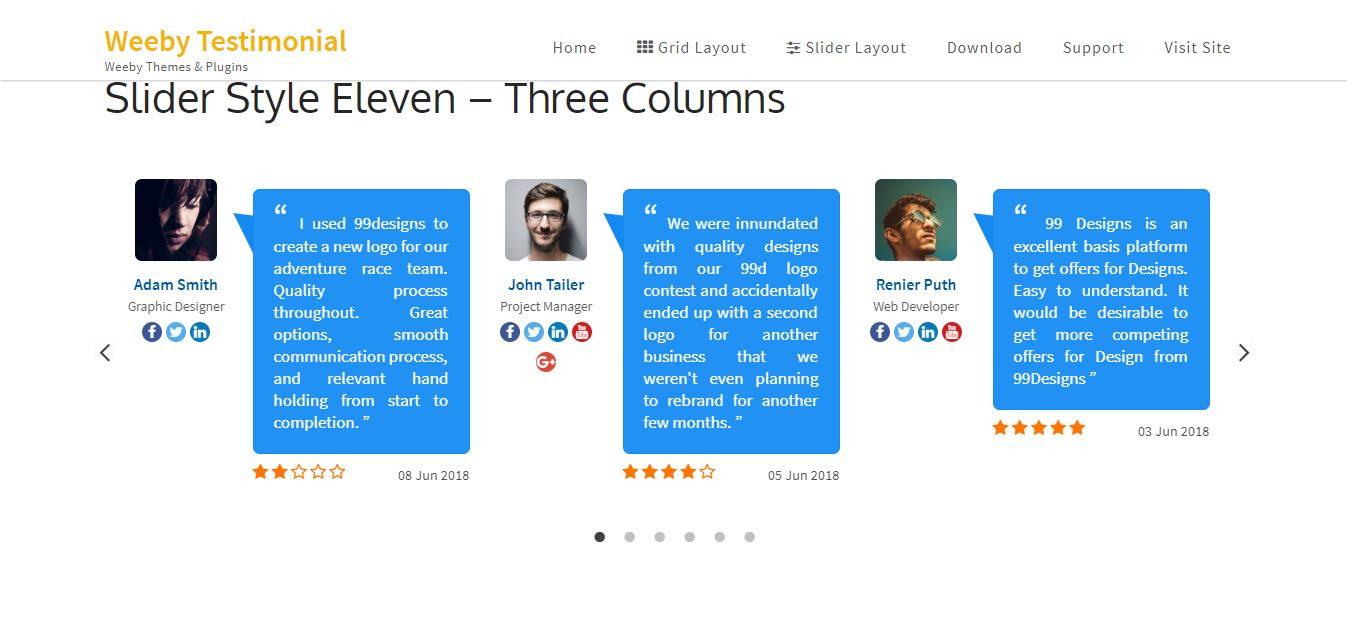 Weeby Testimonial
Weeby Themes & Plugins
Home Grid Layout Slider Layout Download Support Visit Site
Slider Style Eleven – Three Columns
Adam Smith
Graphic Designer
“ I used 99designs to
create a new logo for our
adventure race team.
Quality process
throughout. Great
options, smooth
communication process,
and relevant hand
holding from start to
completion. ”
08 Jun 2018
John Tailer
Project Manager
“ We were innundated
with quality designs
from our 99d logo
contest and accidentally
ended up with a second
logo for another
business that we
weren't even planning
to rebrand for another
few months. ”
05 Jun 2018
Renier Puth
Web Developer
“ 99 Designs is an
excellent basis platform
to get offers for Designs.
Easy to understand. It
would be desirable to
get more competing
offers for Design from
99Designs ”
03 Jun 2018